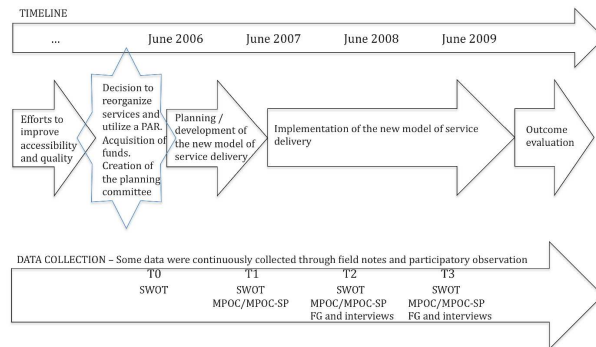 TIMELINE
... June 2006 June 2007 June 2008 June 2009
Efforts to
improve
accessibility
and quality
Decision to
reorganize
services and
utilize a PAR.
Acquisition of
funds.
Creation of
the planning
committee
Planning /
development of
the new model of
service delivery
Implementation of the new model of service
delivery
Outcome
evaluation
DATA COLLECTION – Some data were continuously collected through field notes and participatory observation
T0 T1 T2 T3
SWOT SWOT SWOT SWOT
MPOC/MPOC-SP MPOC/MPOC-SP MPOC/MPOC-SP
FG and interviews FG and interviews